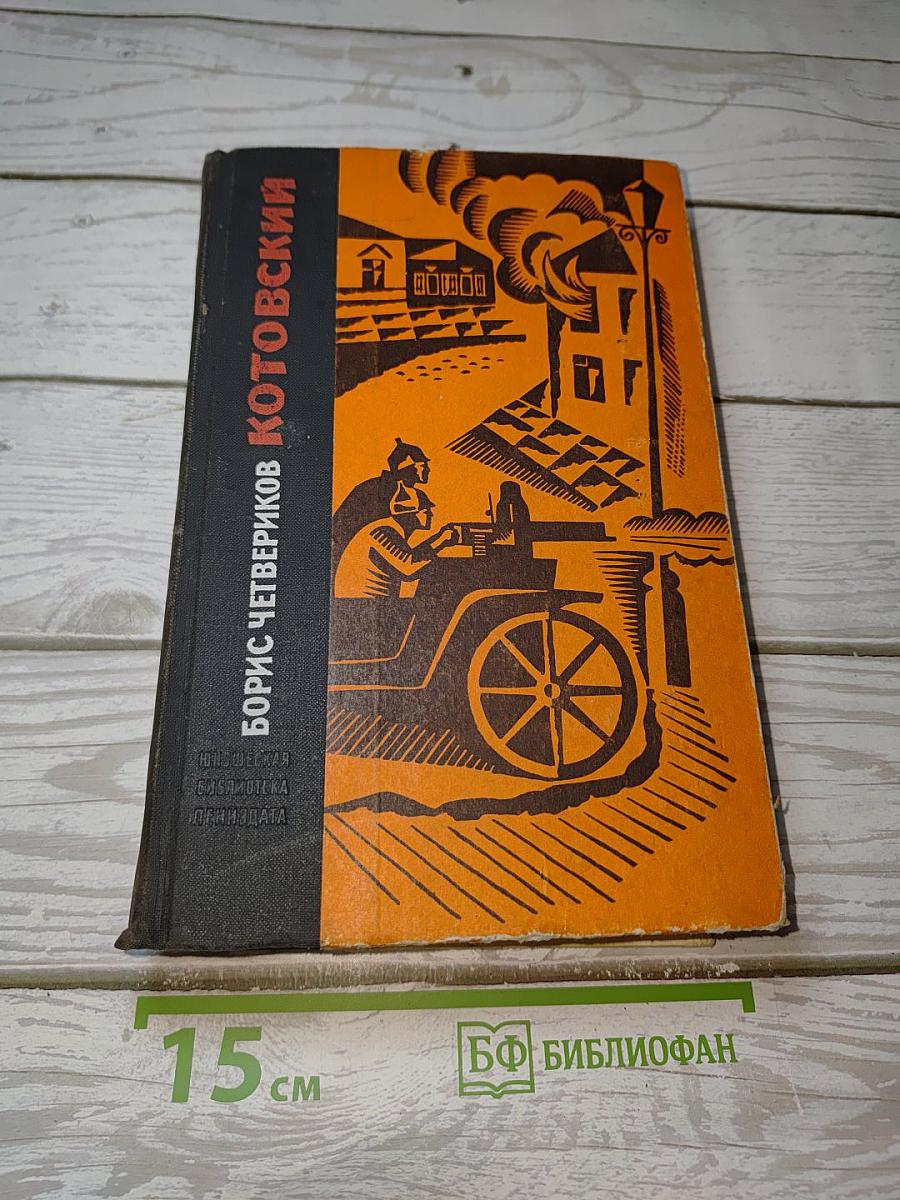 БОРИС ЧЕТВЕРИКОВ
КОТОВСКИЙ
ЮНОШЕСКАЯ
БИБЛИОТЕКА
ЛЕНИЗДАТА
15 см
БФ БИБЛИОФАН